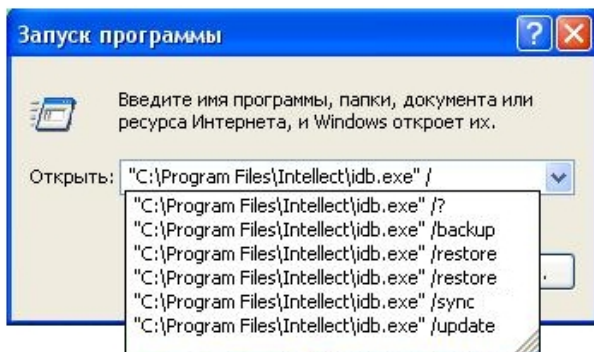 Запуск программы
Введите имя программы, папки, документа или
ресурса Интернета, и Windows откроет их.
Открыть: "C:\Program Files\Intellect\idb.exe" /
"C:\Program Files\Intellect\idb.exe" /?
"C:\Program Files\Intellect\idb.exe" /backup
"C:\Program Files\Intellect\idb.exe" /restore
"C:\Program Files\Intellect\idb.exe" /restore
"C:\Program Files\Intellect\idb.exe" /sync
"C:\Program Files\Intellect\idb.exe" /update